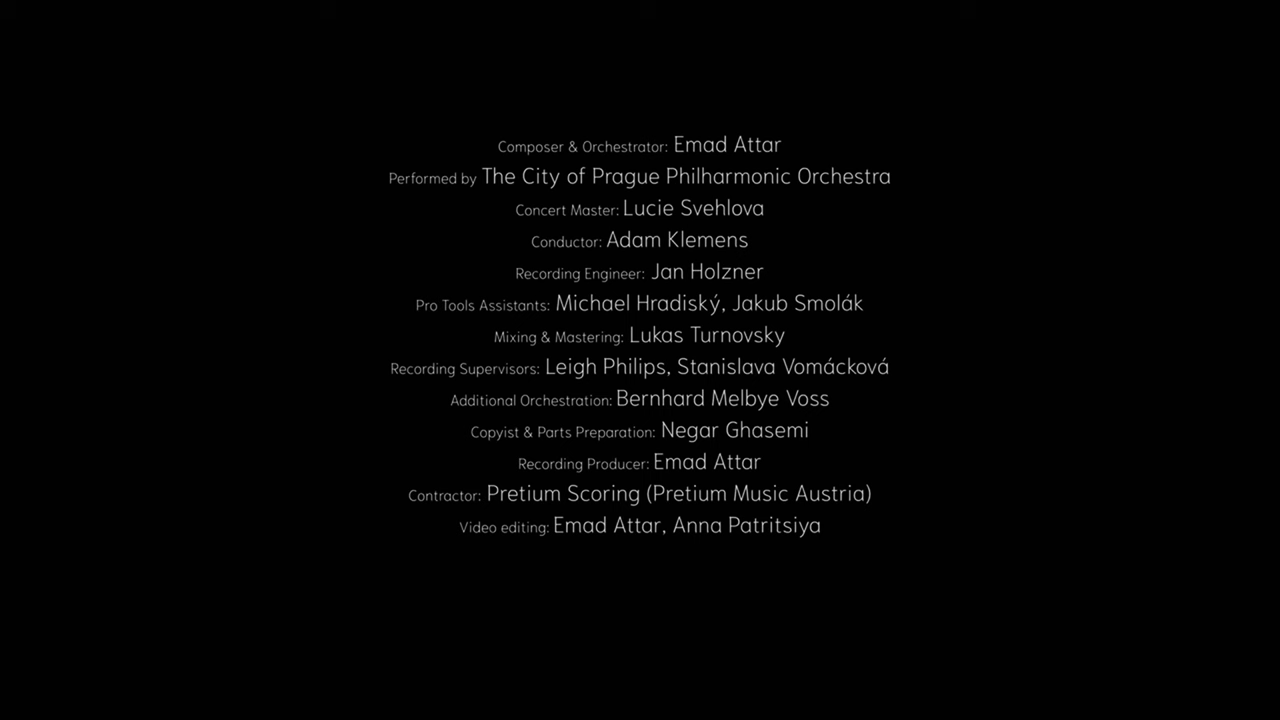 Composer & Orchestrator: Emad Attar
Performed by The City of Prague Philharmonic Orchestra
Concert Master: Lucie Svehlova
Conductor: Adam Klemens
Recording Engineer: Jan Holzner
Pro Tools Assistants: Michael Hradiský, Jakub Smolák
Mixing & Mastering: Lukas Turnovsky
Recording Supervisors: Leigh Philips, Stanislava Vomácková
Additional Orchestration: Bernhard Melbye Voss
Copyist & Parts Preparation: Negar Ghasemi
Recording Producer: Emad Attar
Contractor: Pretium Scoring (Pretium Music Austria)
Video editing: Emad Attar, Anna Patritsiya